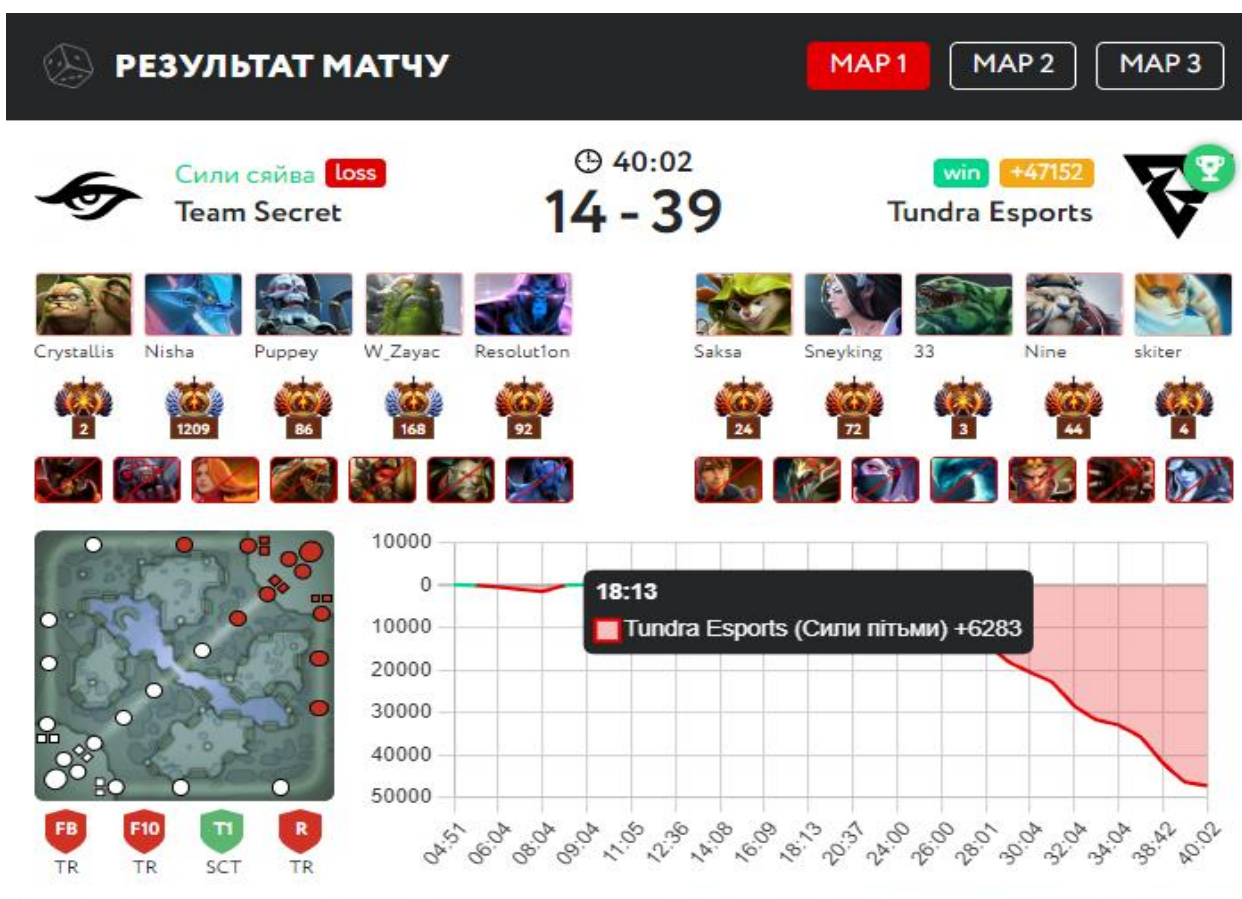 РЕЗУЛЬТАТ МАТЧУ
MAP 1 MAP 2 MAP 3
Сили сяйва loss
Team Secret
40:02
14 - 39
win +47152
Tundra Esports
Crystallis Nisha Puppey W_Zayac Resolut1on
Saksa Sneyking 33 Nine skiter
2 1209 86 168 92
24 72 3 44 4
10000
0
10000
20000
30000
40000
50000
18:13
Tundra Esports (Сили пітьми) +6283
04:51 06:04 08:04 09:04 11:05 12:36 14:08 16:09 18:13 20:37 24:00 26:00 28:01 30:04 32:04 34:04 38:42 40:02
FB F10 T1 R
TR TR SCT TR